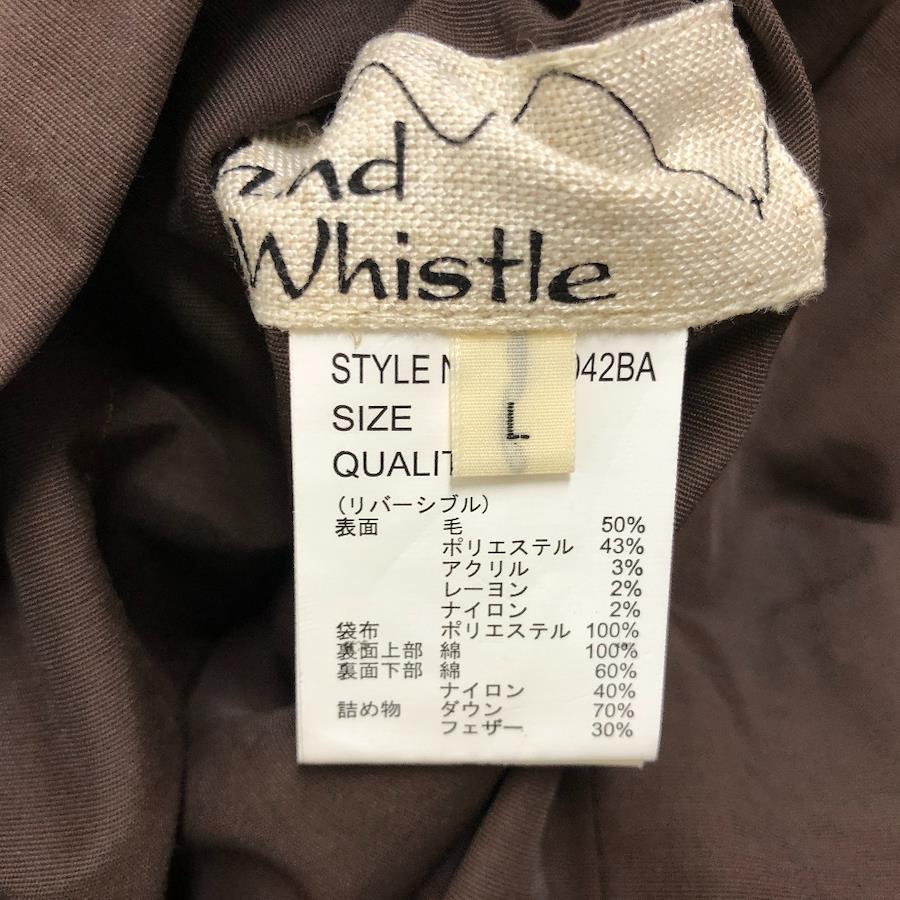 and
Whistle
STYLE N 042BA
SIZE L
QUALIT
(リバーシブル)
表面 毛 50%
ポリエステル 43%
アクリル 3%
レーヨン 2%
ナイロン 2%
袋布 ポリエステル 100%
裏面上部 綿 100%
裏面下部 綿 60%
ナイロン 40%
詰め物 ダウン 70%
フェザー 30%